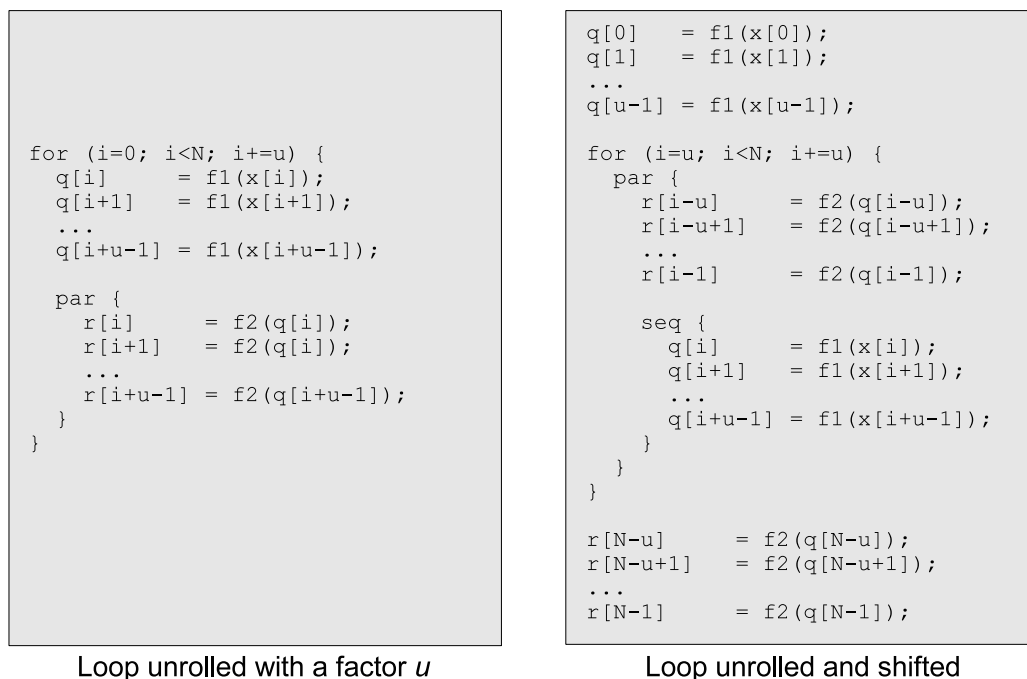 for (i=0; i<N; i+=u) {
q[i] = f1(x[i]);
q[i+1] = f1(x[i+1]);
...
q[i+u-1] = f1(x[i+u-1]);
par {
r[i] = f2(q[i]);
r[i+1] = f2(q[i]);
...
r[i+u-1] = f2(q[i+u-1]);
}
}
Loop unrolled with a factor u
q[0] = f1(x[0]);
q[1] = f1(x[1]);
...
q[u-1] = f1(x[u-1]);
for (i=u; i<N; i+=u) {
par {
r[i-u] = f2(q[i-u]);
r[i-u+1] = f2(q[i-u+1]);
...
r[i-1] = f2(q[i-1]);
seq {
q[i] = f1(x[i]);
q[i+1] = f1(x[i+1]);
...
q[i+u-1] = f1(x[i+u-1]);
}
}
}
r[N-u] = f2(q[N-u]);
r[N-u+1] = f2(q[N-u+1]);
...
r[N-1] = f2(q[N-1]);
Loop unrolled and shifted